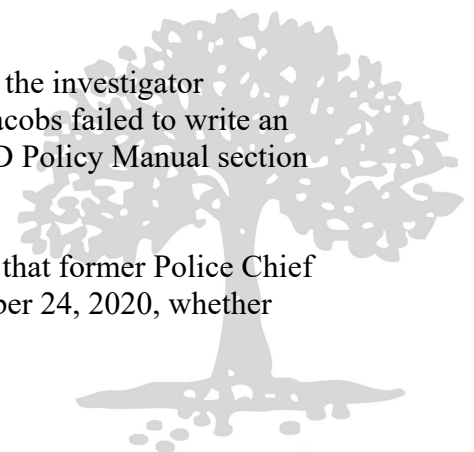 the investigator
acobs failed to write an
D Policy Manual section
that former Police Chief
ber 24, 2020, whether